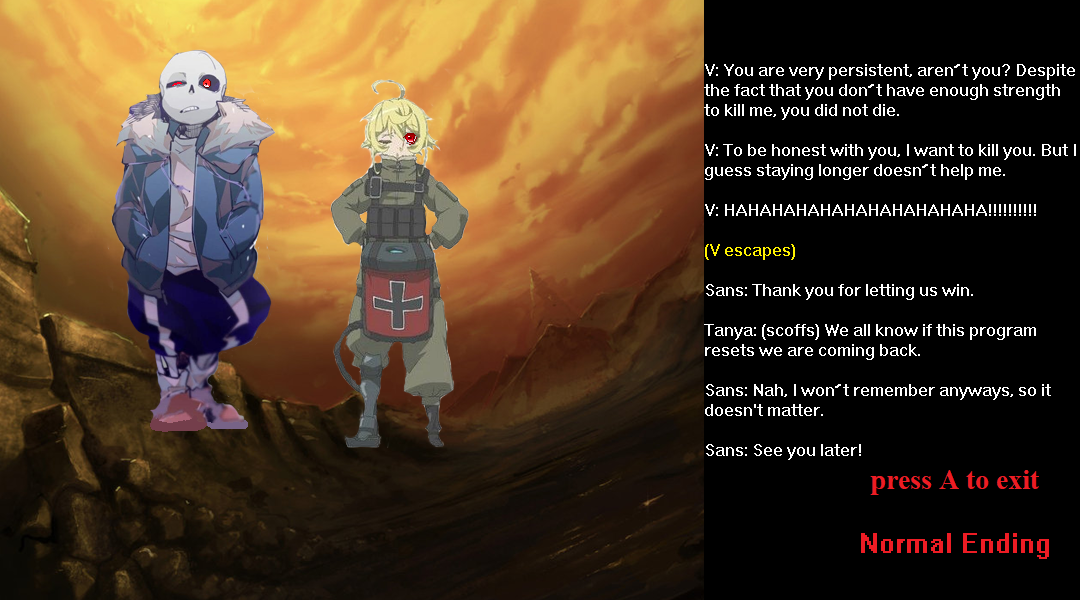 V: You are very persistent, aren´t you? Despite
the fact that you don´t have enough strength
to kill me, you did not die.
V: To be honest with you, I want to kill you. But I
guess staying longer doesn´t help me.
V: HAHAHAHAHAHAHAHAHAHAHA!!!!!!!!!!
(V escapes)
Sans: Thank you for letting us win.
Tanya: (scoffs) We all know if this program
resets we are coming back.
Sans: Nah, I won´t remember anyways, so it
doesn't matter.
Sans: See you later!
press A to exit
Normal Ending